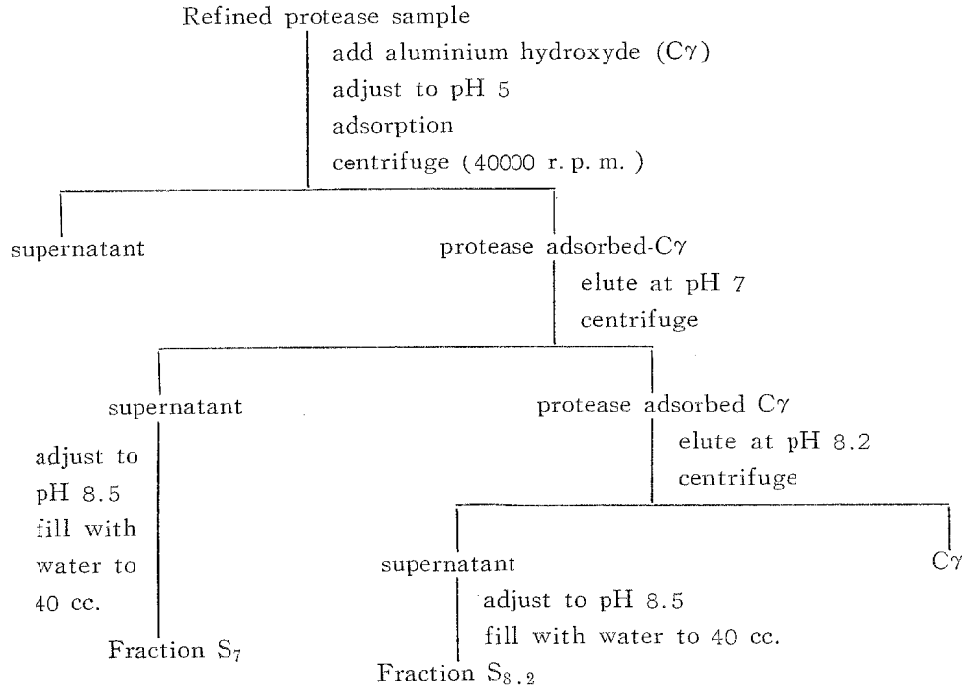 Refined protease sample
add aluminium hydroxyde (Cγ)
adjust to pH 5
adsorption
centrifuge (40000 r. p. m. )
supernatant
protease adsorbed-Cγ
elute at pH 7
centrifuge
supernatant
protease adsorbed Cγ
adjust to
pH 8.5
fill with
water to
40 cc.
elute at pH 8.2
centrifuge
supernatant
Cγ
adjust to pH 8.5
fill with water to 40 cc.
Fraction S₇
Fraction S₈.₂